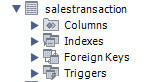 salestransaction
Columns
Indexes
Foreign Keys
Triggers